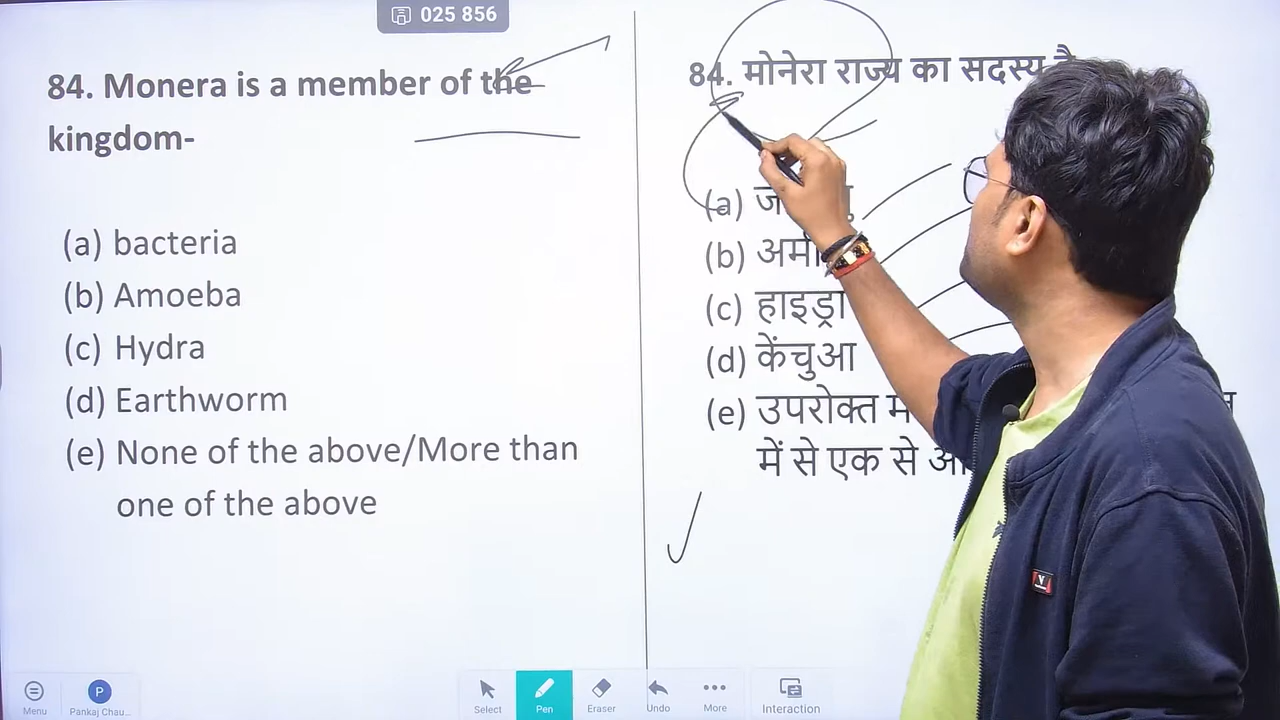 025 856
84. Monera is a member of the
kingdom-
(a) bacteria
(b) Amoeba
(c) Hydra
(d) Earthworm
(e) None of the above/More than
one of the above
84. मोनेरा राज्य का सदस्य है
(a)
(b)
(c) हाइड्रा
(d) केंचुआ
(e) उपरोक्त
में से एक से
Menu
P
Pankaj Chau...
Select
Pen
Eraser
Undo
More
Interaction